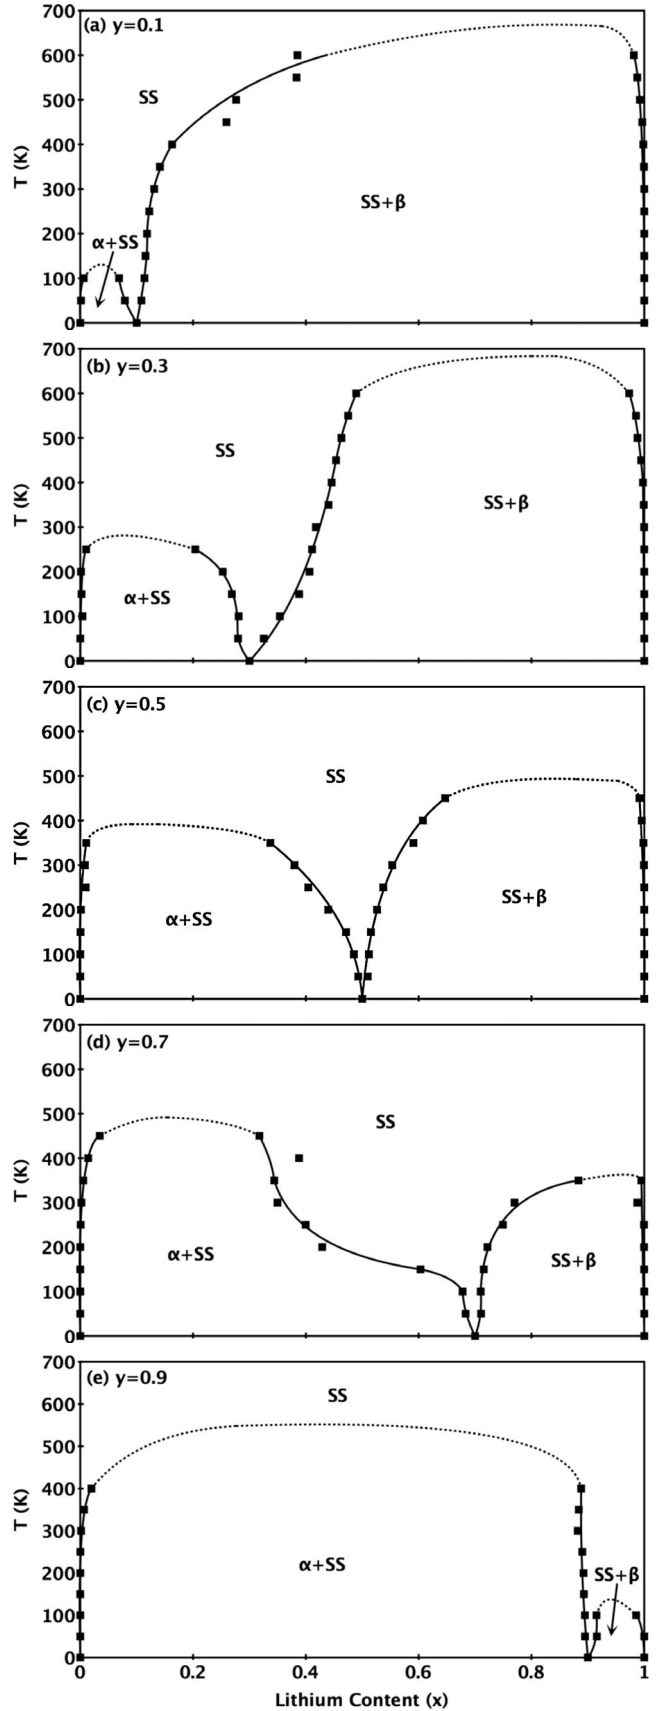 (a) y=0.1
700
600
500
400
300
200
100
0
T (K)
SS
α+SS
SS+β
(b) y=0.3
700
600
500
400
300
200
100
0
T (K)
SS
α+SS
SS+β
(c) y=0.5
700
600
500
400
300
200
100
0
T (K)
SS
α+SS
SS+β
(d) y=0.7
700
600
500
400
300
200
100
0
T (K)
SS
α+SS
SS+β
(e) y=0.9
700
600
500
400
300
200
100
0
T (K)
SS
α+SS
SS+β
0 0.2 0.4 0.6 0.8 1
Lithium Content (x)